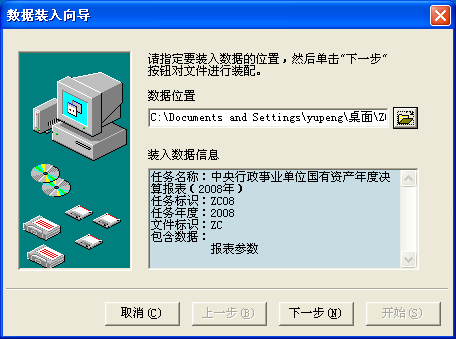 数据装入向导
请指定要装入数据的位置，然后单击“下一步”
按钮对文件进行装配。
数据位置
C:\Documents and Settings\yupeng\桌面\Z
装入数据信息
任务名称：中央行政事业单位国有资产年度决
算报表（2008年）
任务标识：ZC08
任务年度：2008
文件标识：ZC
包含数据：
报表参数
取消(C)
上一步(B)
下一步(N)
开始(S)